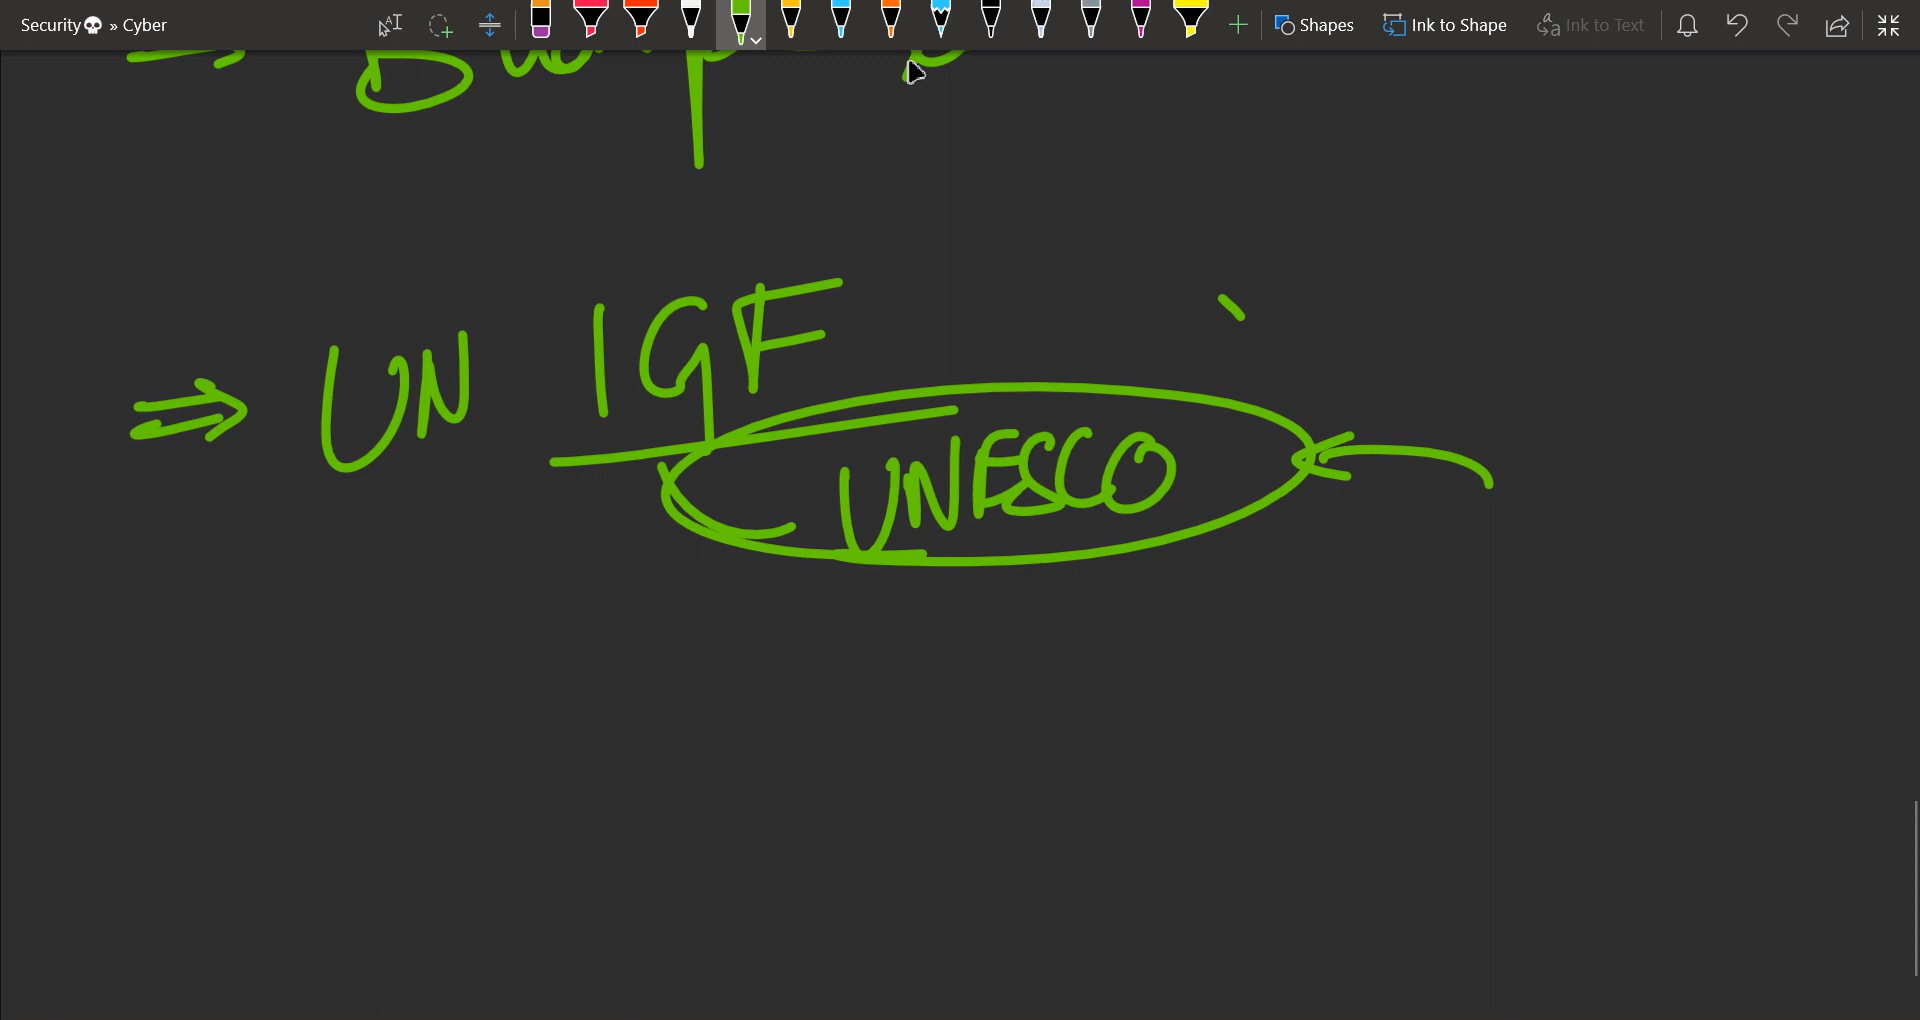 Security💀 » Cyber Shapes Ink to Shape Ink to Text
⇒ UN IGF
UNESCO